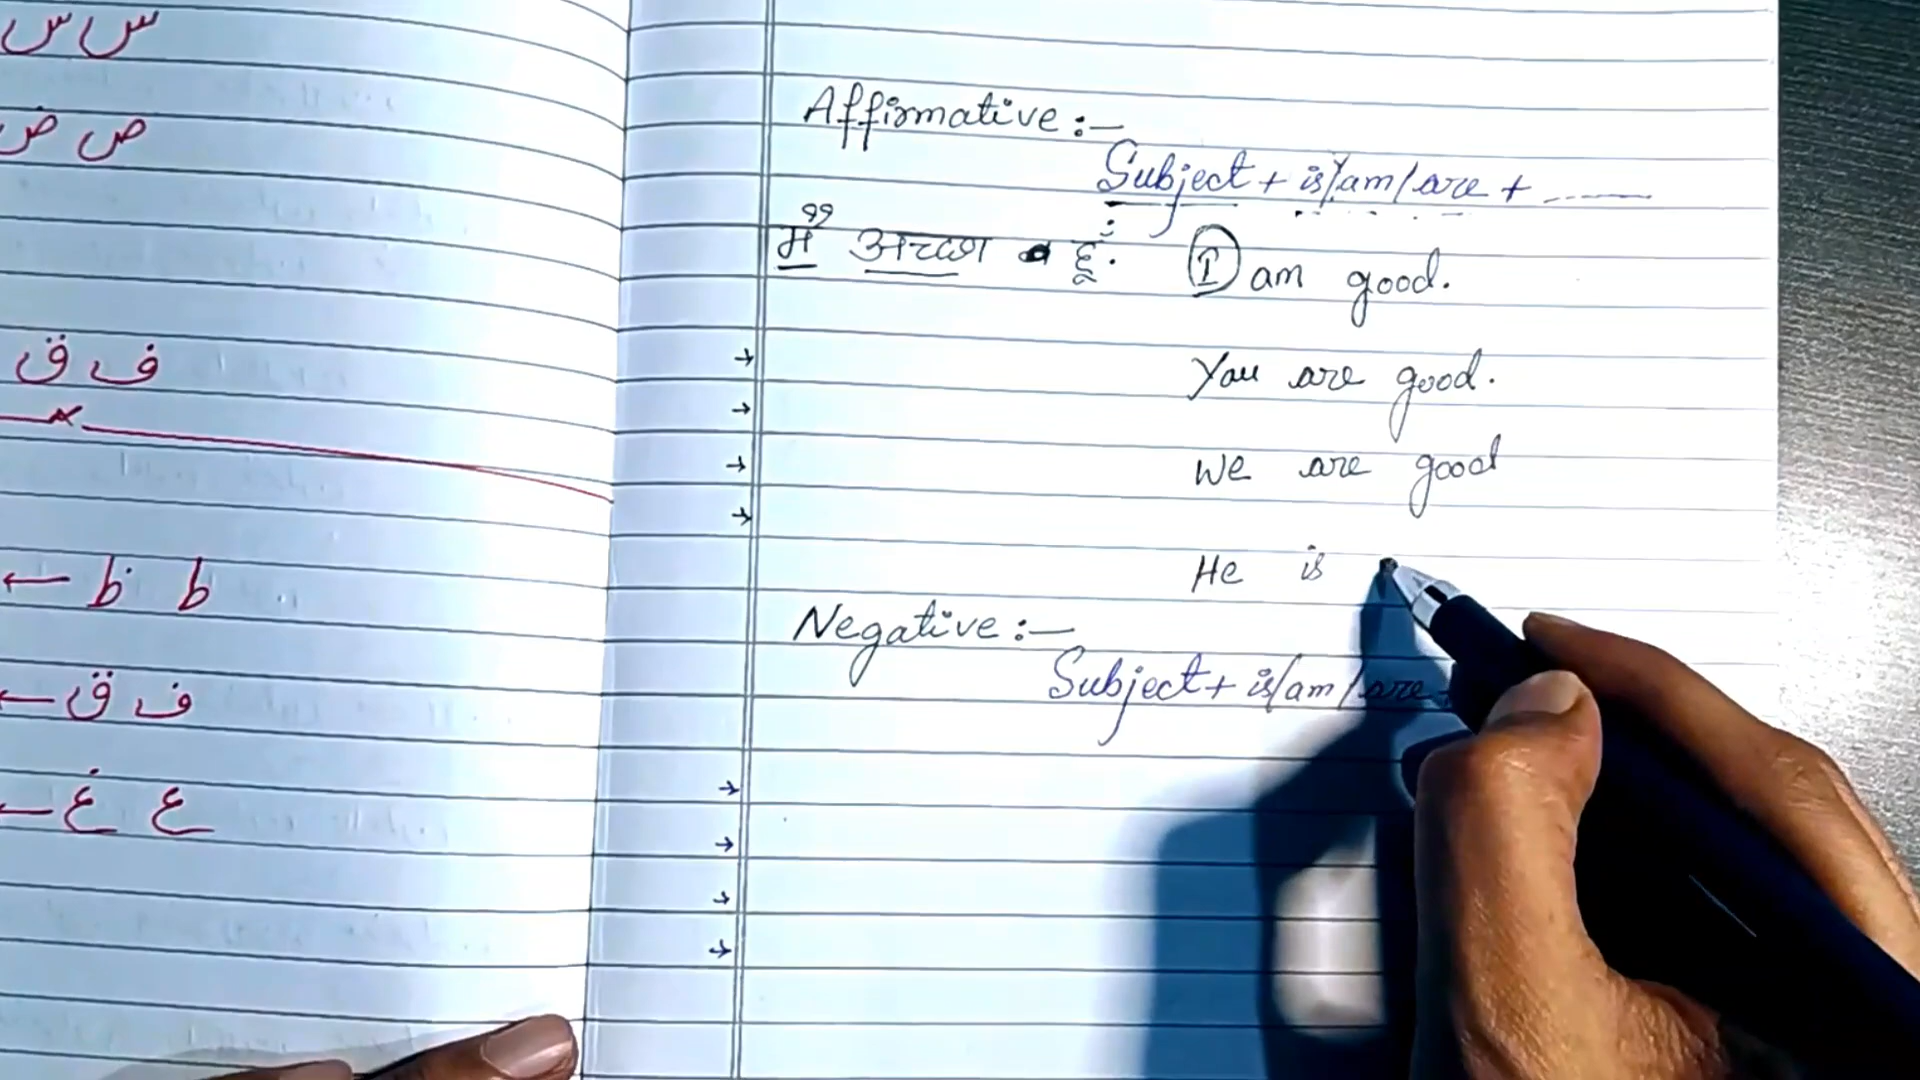 س س
ص ض
ف ق
ط ظ ←
ف ق ←
ع غ ←
Affirmative :-
Subject + is/am/are + ------
मैं अच्छा हूँ. I am good.
You are good.
We are good
He is
Negative :-
Subject + is/am/are +